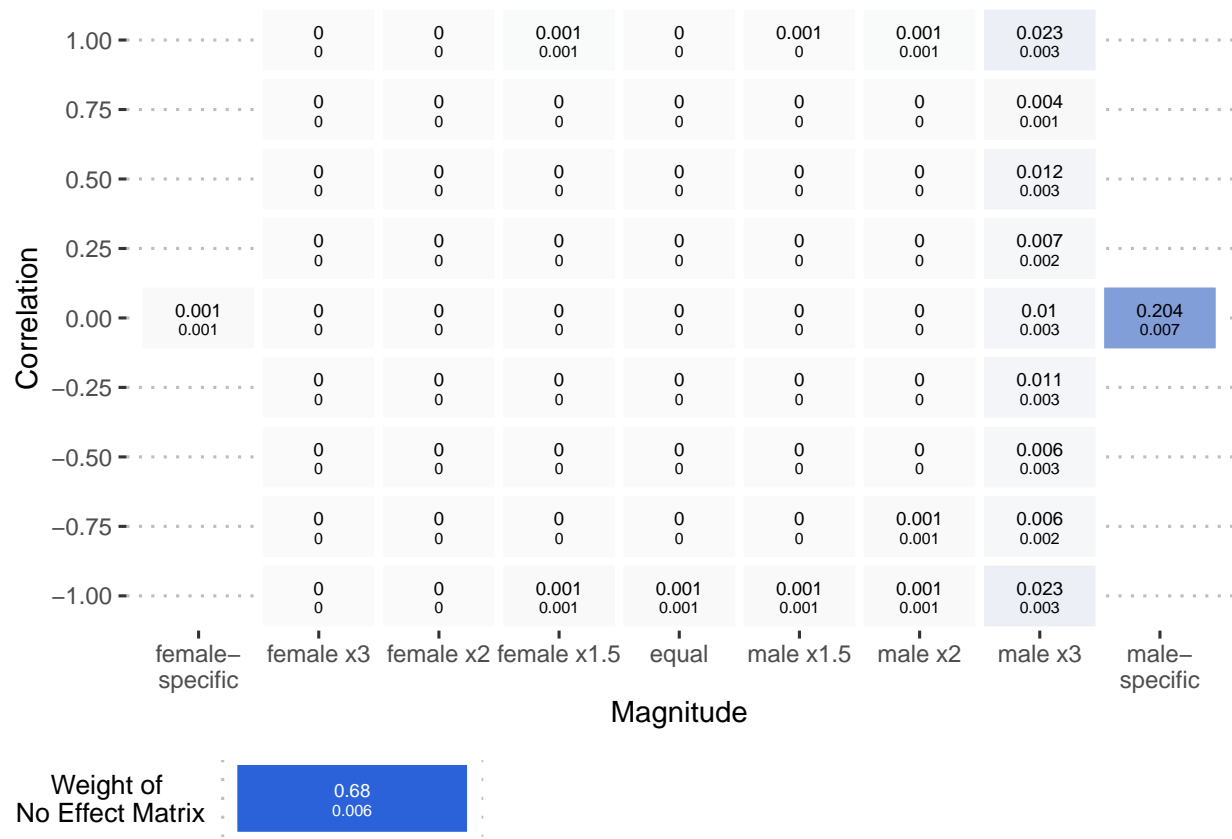 1.00 0 0 0.001 0 0.001 0.001 0.023
0 0 0.001 0 0 0.001 0.003
0.75 0 0 0 0 0 0 0.004
0 0 0 0 0 0 0.001
0.50 0 0 0 0 0 0 0.012
0 0 0 0 0 0 0.003
0.25 0 0 0 0 0 0 0.007
0 0 0 0 0 0 0.002
0.00 0.001 0 0 0 0 0 0 0.01 0.204
0.001 0 0 0 0 0 0 0.003 0.007
−0.25 0 0 0 0 0 0 0.011
0 0 0 0 0 0 0.003
−0.50 0 0 0 0 0 0 0.006
0 0 0 0 0 0 0.003
−0.75 0 0 0 0 0 0.001 0.006
0 0 0 0 0 0.001 0.002
−1.00 0 0 0.001 0.001 0.001 0.001 0.023
0 0 0.001 0.001 0.001 0.001 0.003
Correlation
female− female x3 female x2 female x1.5 equal male x1.5 male x2 male x3 male−
specific specific
Magnitude
Weight of
No Effect Matrix
0.68
0.006